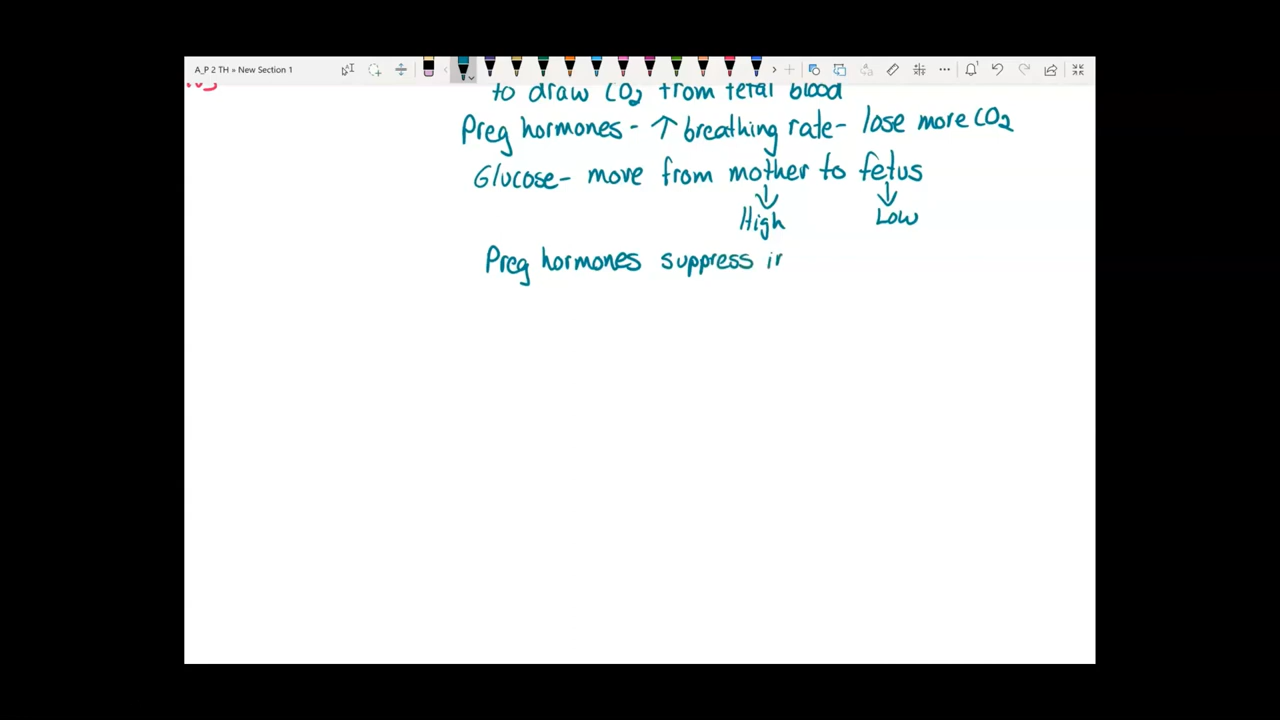 A_P 2 TH » New Section 1
to draw CO₂ from fetal blood
Preg hormones - ↑ breathing rate - lose more CO₂
Glucose - move from mother to fetus
↓ ↓
High Low
Preg hormones suppress ir